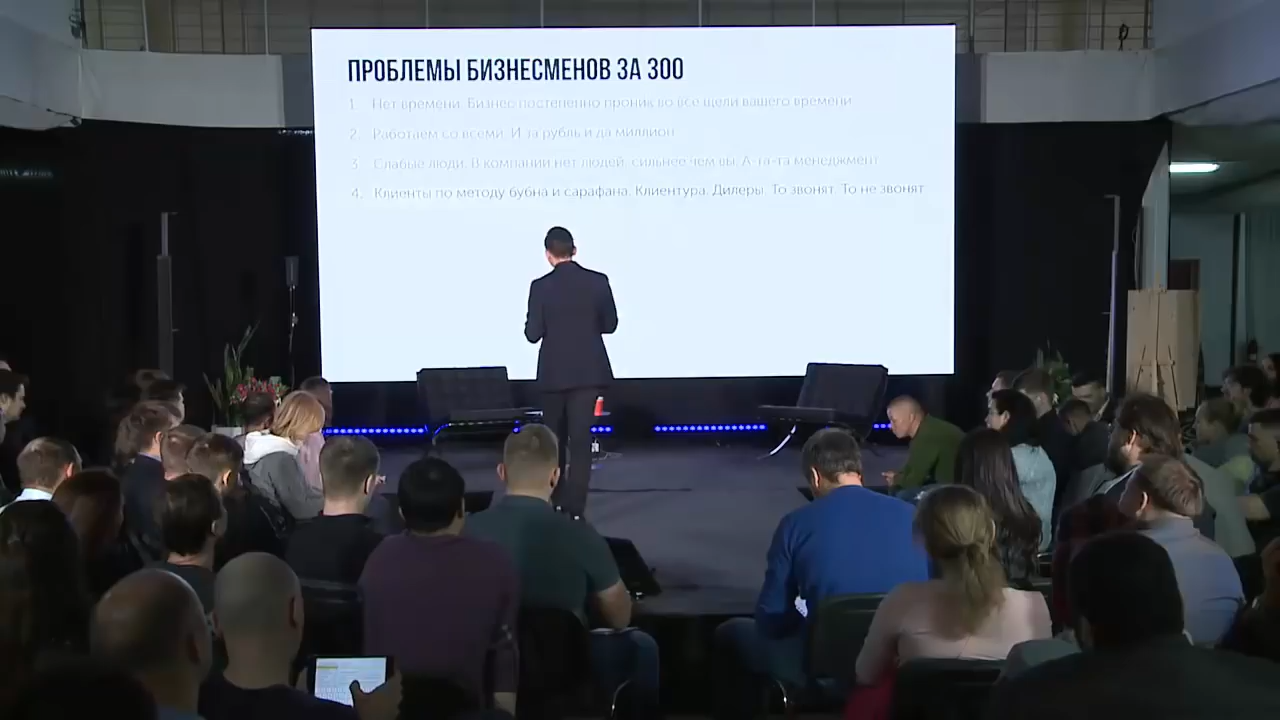 ПРОБЛЕМЫ БИЗНЕСМЕНОВ ЗА 300
1. Нет времени. Бизнес постепенно проник во все щели вашего времени
2. Работаем со всеми. И за рубль и да миллион
3. Слабые люди. В компании нет людей, сильнее чем вы. А-та-та менеджмент
4. Клиенты по методу бубна и сарафана. Клиентура. Дилеры. То звонят. То не звонят